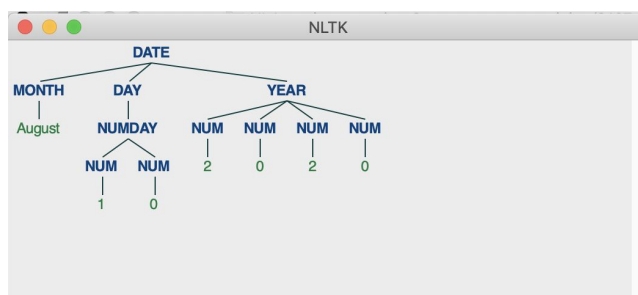 NLTK
DATE
MONTH DAY YEAR
August NUMDAY NUM NUM NUM NUM
NUM NUM 2 0 2 0
1 0